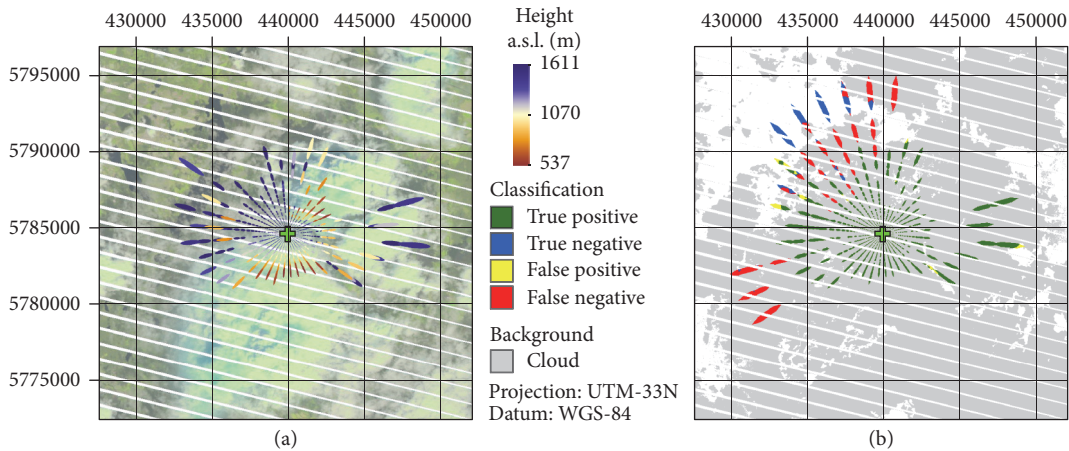 430000 435000 440000 445000 450000
5795000
5790000
5785000
5780000
5775000
(a)
Height
a.s.l. (m)
1611
1070
537
Classification
True positive
True negative
False positive
False negative
Background
Cloud
Projection: UTM-33N
Datum: WGS-84
430000 435000 440000 445000 450000
(b)